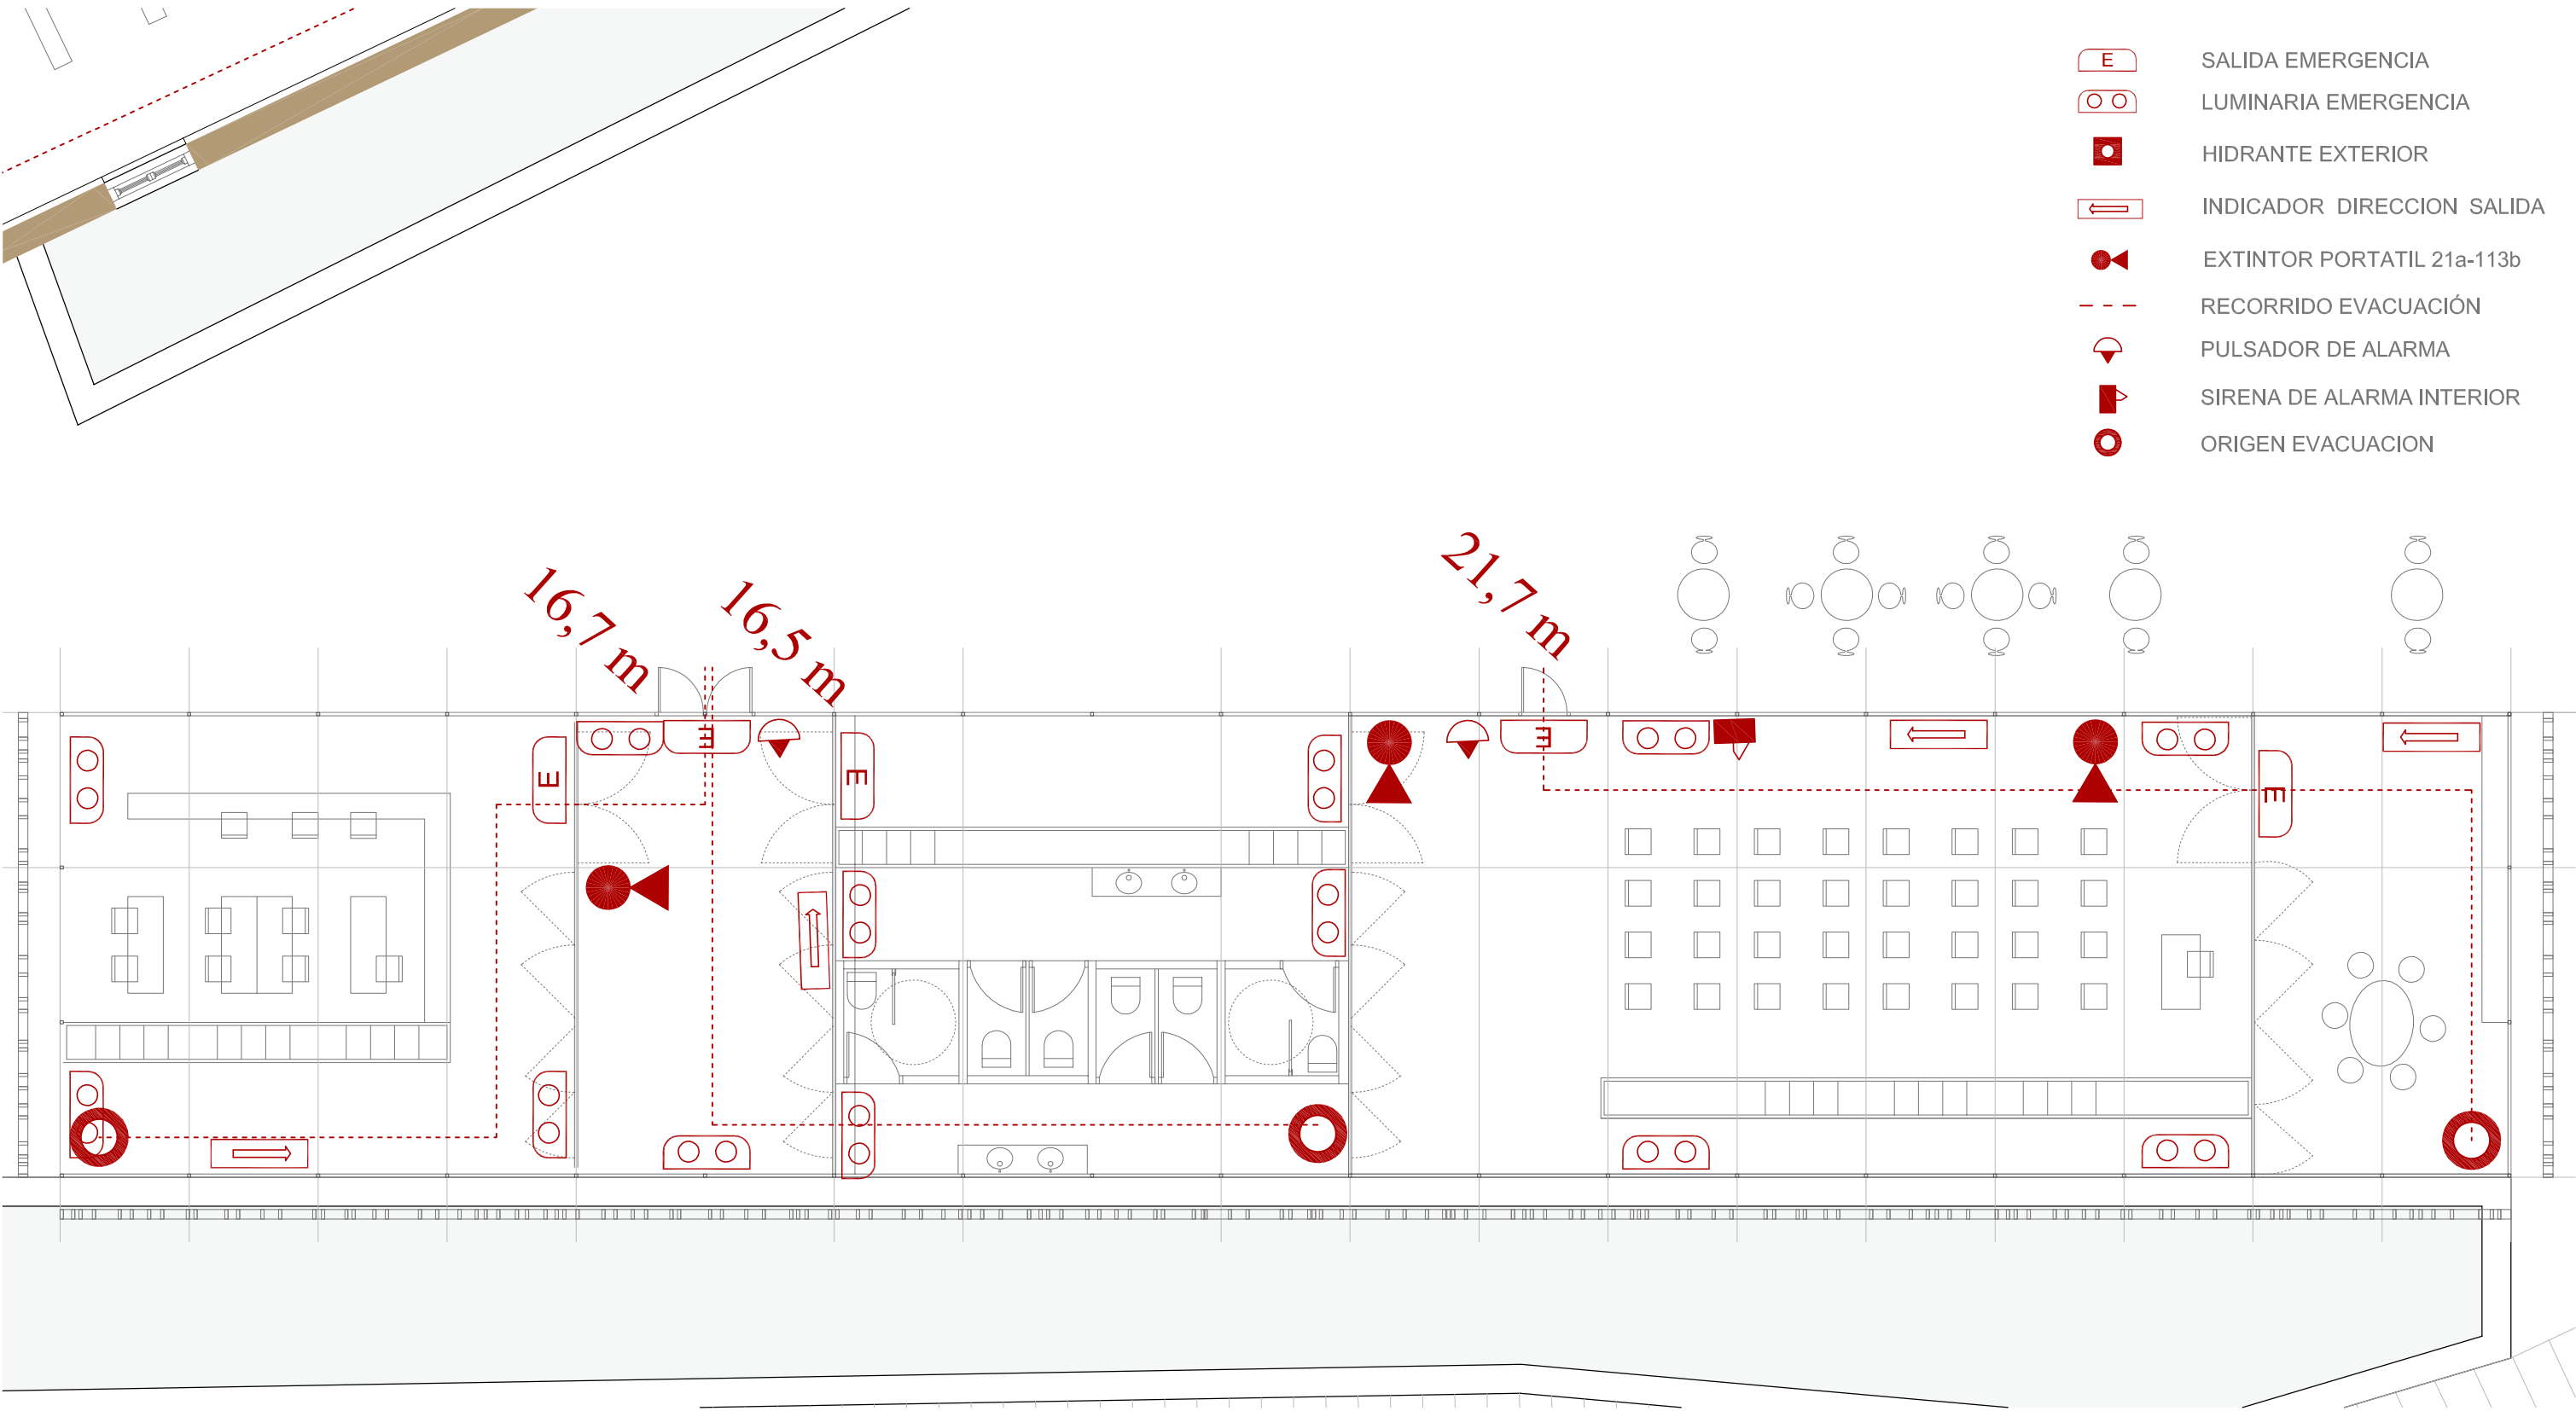 E SALIDA EMERGENCIA
LUMINARIA EMERGENCIA
HIDRANTE EXTERIOR
INDICADOR DIRECCION SALIDA
EXTINTOR PORTATIL 21a-113b
RECORRIDO EVACUACIÓN
PULSADOR DE ALARMA
SIRENA DE ALARMA INTERIOR
ORIGEN EVACUACION
16,7 m
16,5 m
21,7 m
E
E
E
E
E